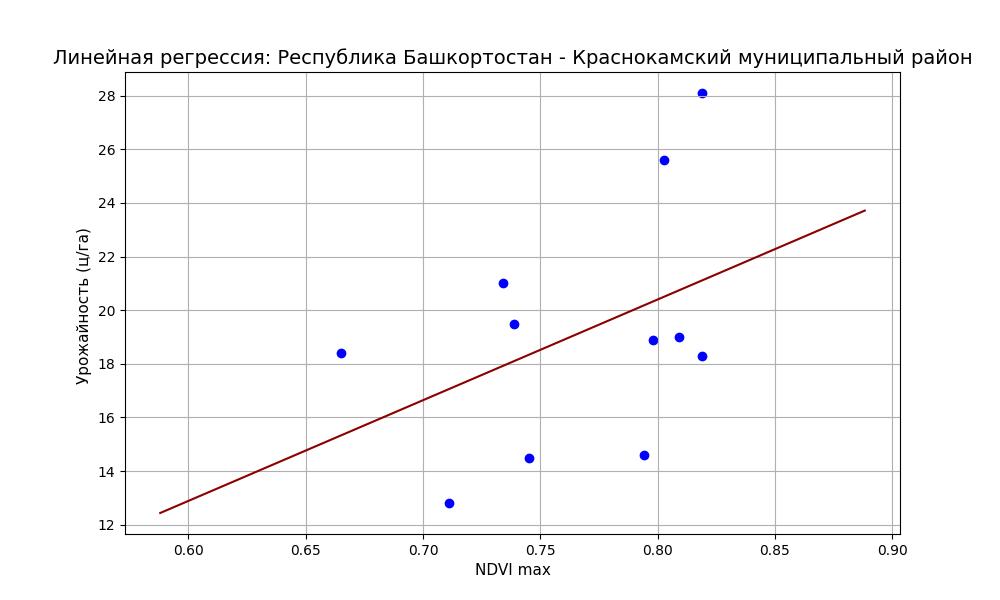 Линейная регрессия: Республика Башкортостан - Краснокамский муниципальный район
Урожайность (ц/га)
28
26
24
22
20
18
16
14
12
0.60 0.65 0.70 0.75 0.80 0.85 0.90
NDVI max